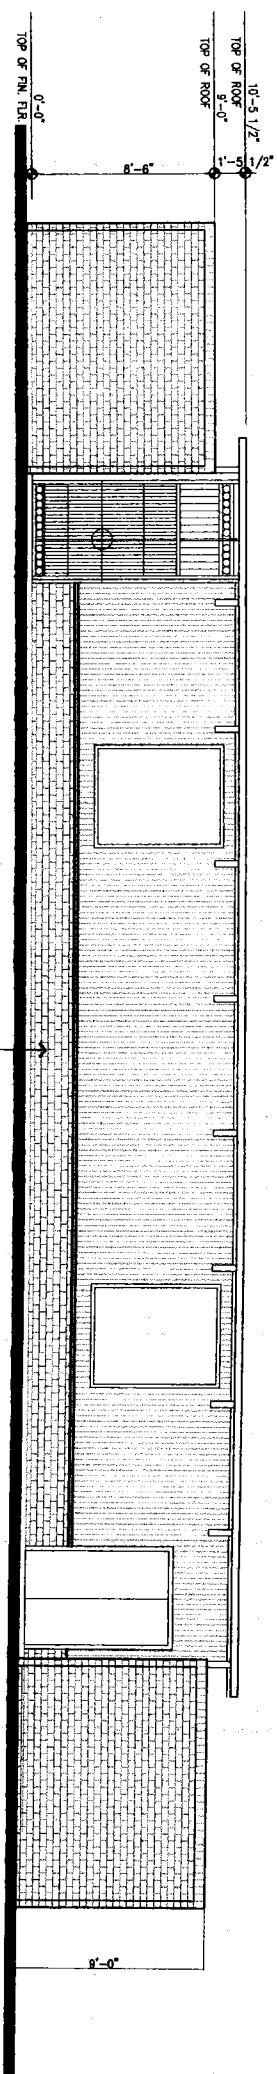 10'-5 1/2"
TOP OF ROOF
9'-0"
TOP OF ROOF
0'-0"
TOP OF FIN. FLR.
1'-5 1/2"
8'-6"
9'-0"